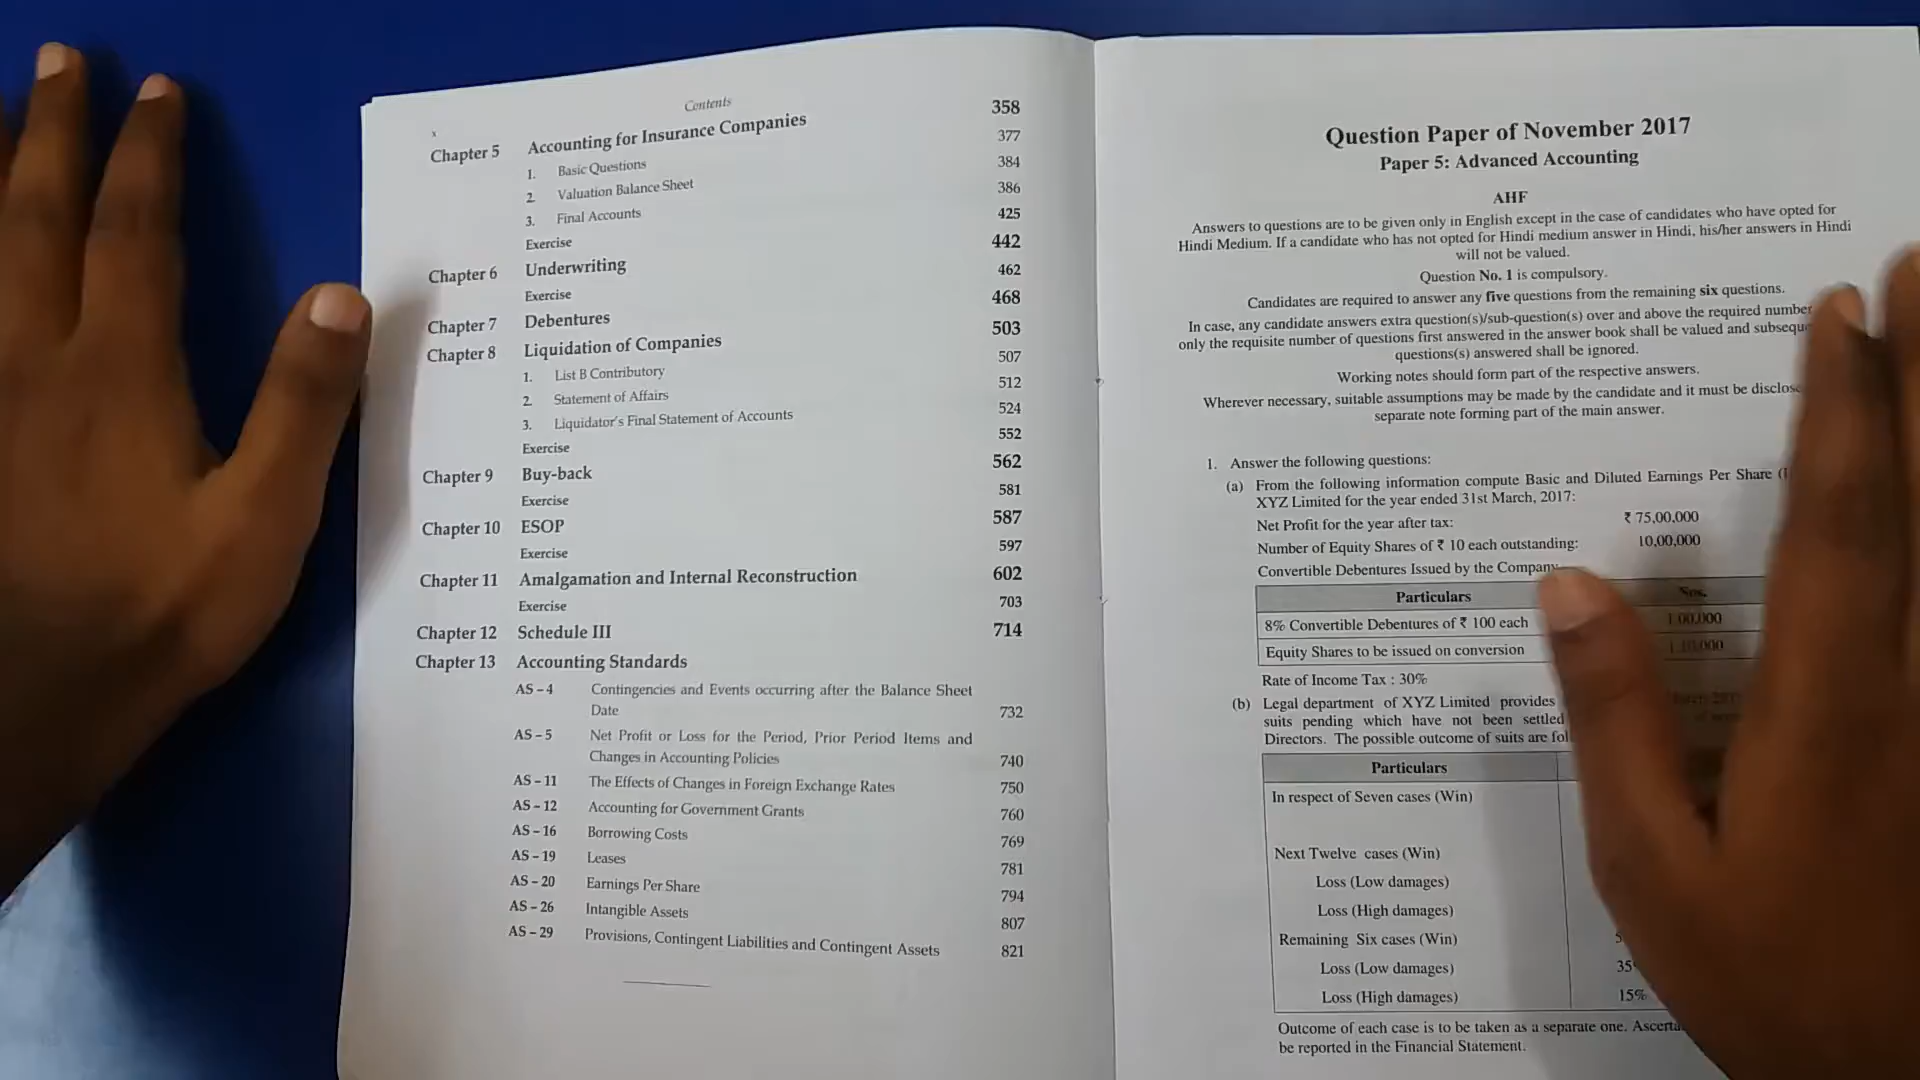 x
Contents
Chapter 5 Accounting for Insurance Companies 358
1. Basic Questions 377
2. Valuation Balance Sheet 384
3. Final Accounts 386
Exercise 425
Chapter 6 Underwriting 442
Exercise 462
Chapter 7 Debentures 468
Chapter 8 Liquidation of Companies 503
1. List B Contributory 507
2. Statement of Affairs 512
3. Liquidator's Final Statement of Accounts 524
Exercise 552
Chapter 9 Buy-back 562
Exercise 581
Chapter 10 ESOP 587
Exercise 597
Chapter 11 Amalgamation and Internal Reconstruction 602
Exercise 703
Chapter 12 Schedule III 714
Chapter 13 Accounting Standards
AS – 4 Contingencies and Events occurring after the Balance Sheet
Date 732
AS – 5 Net Profit or Loss for the Period, Prior Period Items and
Changes in Accounting Policies 740
AS – 11 The Effects of Changes in Foreign Exchange Rates 750
AS – 12 Accounting for Government Grants 760
AS – 16 Borrowing Costs 769
AS – 19 Leases 781
AS – 20 Earnings Per Share 794
AS – 26 Intangible Assets 807
AS – 29 Provisions, Contingent Liabilities and Contingent Assets 821
Question Paper of November 2017
Paper 5: Advanced Accounting
AHF
Answers to questions are to be given only in English except in the case of candidates who have opted for
Hindi Medium. If a candidate who has not opted for Hindi medium answer in Hindi, his/her answers in Hindi
will not be valued.
Question No. 1 is compulsory.
Candidates are required to answer any five questions from the remaining six questions.
In case, any candidate answers extra question(s)/sub-question(s) over and above the required number
only the requisite number of questions first answered in the answer book shall be valued and
questions(s) answered shall be ignored.
Working notes should form part of the respective answers.
Wherever necessary, suitable assumptions may be made by the candidate and it must be
separate note forming part of the main answer.
1. Answer the following questions:
(a) From the following information compute Basic and Diluted Earnings Per Share
XYZ Limited for the year ended 31st March, 2017:
Net Profit for the year after tax: ₹ 75,00,000
Number of Equity Shares of ₹ 10 each outstanding: 10,00,000
Convertible Debentures Issued by the Company
Particulars Nos.
8% Convertible Debentures of ₹ 100 each 1,00,000
Equity Shares to be issued on conversion
Rate of Income Tax : 30%
(b) Legal department of XYZ Limited provides
suits pending which have not been settled
Directors. The possible outcome of suits are
Particulars
In respect of Seven cases (Win)
Next Twelve cases (Win)
Loss (Low damages)
Loss (High damages)
Remaining Six cases (Win)
Loss (Low damages) 35
Loss (High damages) 15%
Outcome of each case is to be taken as a separate one.
be reported in the Financial Statement.